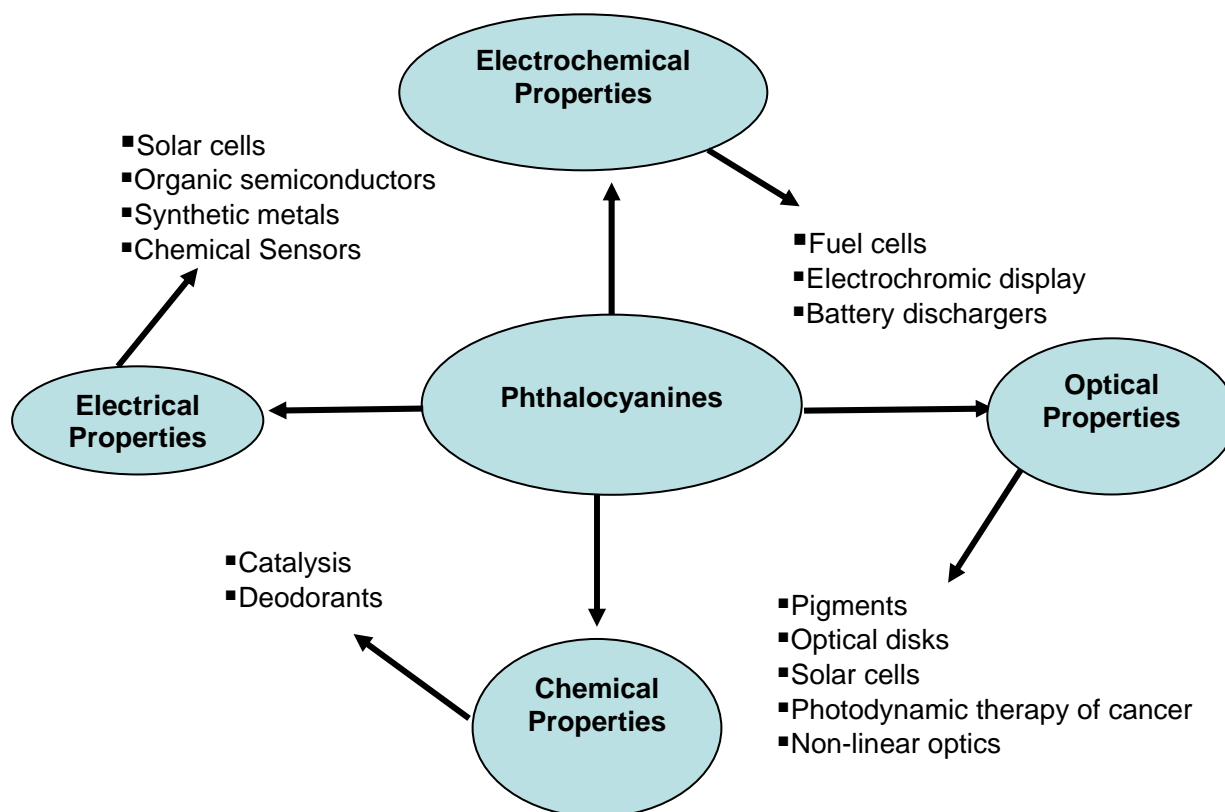 Electrochemical
Properties
▪Solar cells
▪Organic semiconductors
▪Synthetic metals
▪Chemical Sensors
▪Fuel cells
▪Electrochromic display
▪Battery dischargers
Phthalocyanines
Optical
Properties
Electrical
Properties
▪Catalysis
▪Deodorants
▪Pigments
▪Optical disks
▪Solar cells
▪Photodynamic therapy of cancer
▪Non-linear optics
Chemical
Properties